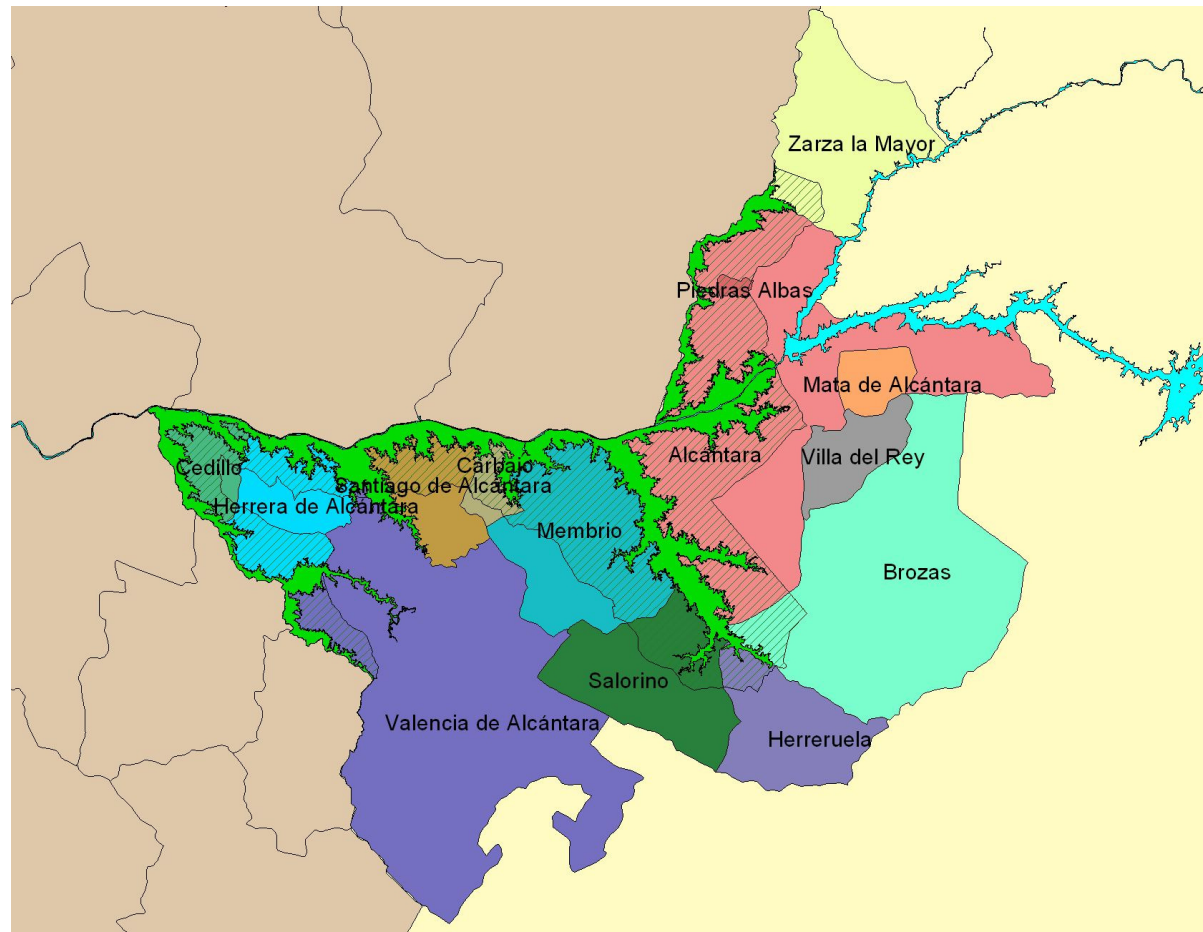 Zarza la Mayor
Piedras Albas
Mata de Alcántara
Alcántara
Villa del Rey
Cedillo
Carbajo
Santiago de Alcántara
Herrera de Alcántara
Membrio
Brozas
Salorino
Valencia de Alcántara
Herreruela